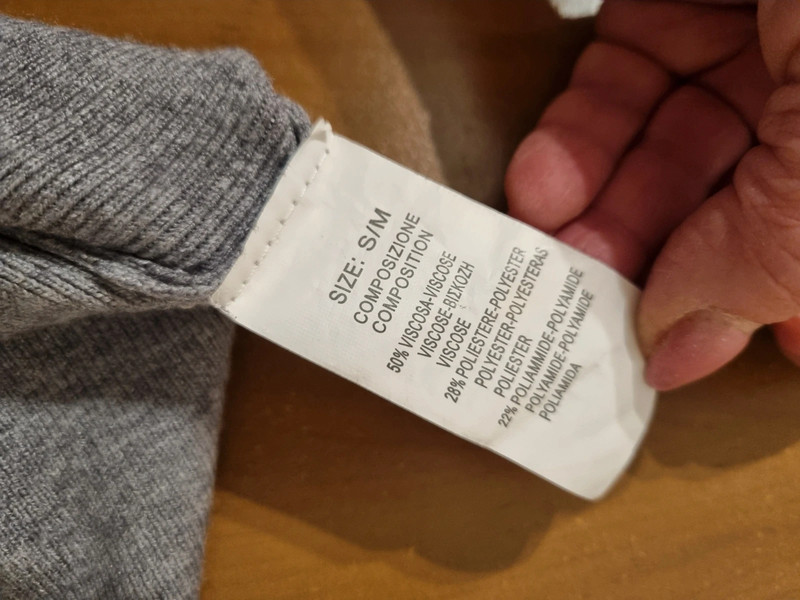 SIZE: S/M
COMPOSIZIONE
COMPOSITION
50% VISCOSA-VISCOSE
VISCOSE-ΒΙΣΚΟΖΗ
VISCOSE
28% POLIESTERE-POLYESTER
POLYESTER-POLYESTERAS
POLIESTER
22% POLIAMMIDE-POLYAMIDE
POLYAMIDE-POLYAMIDE
POLIAMIDA